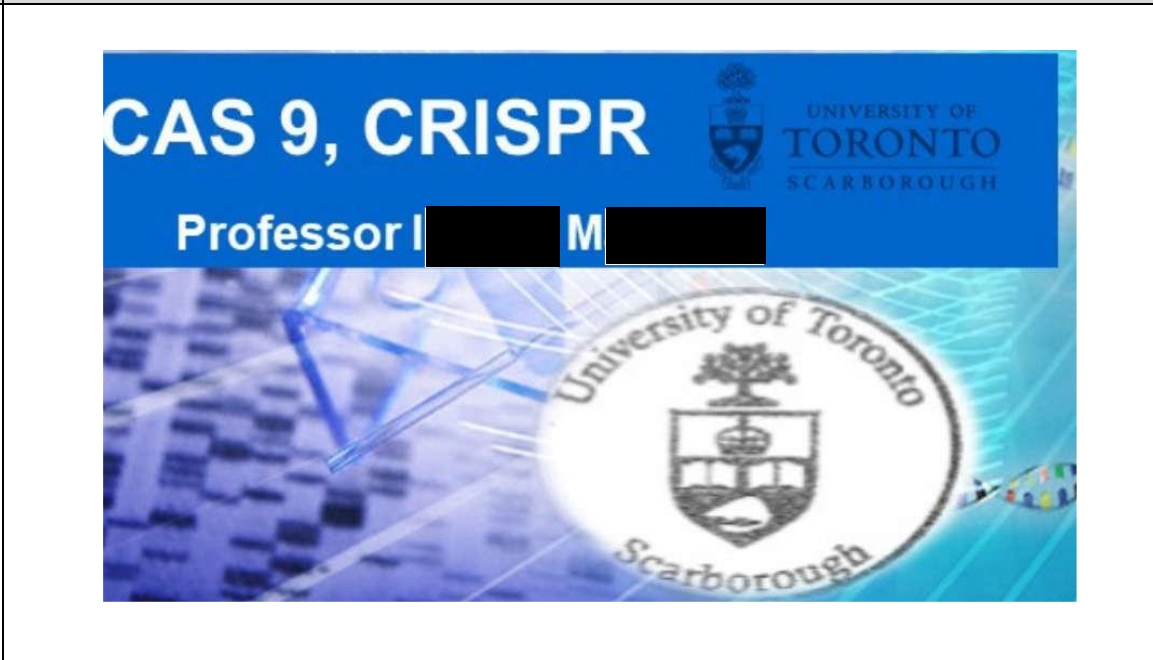 CAS 9, CRISPR
UNIVERSITY OF
TORONTO
SCARBOROUGH
Professor I M
University of Toronto
Scarborough